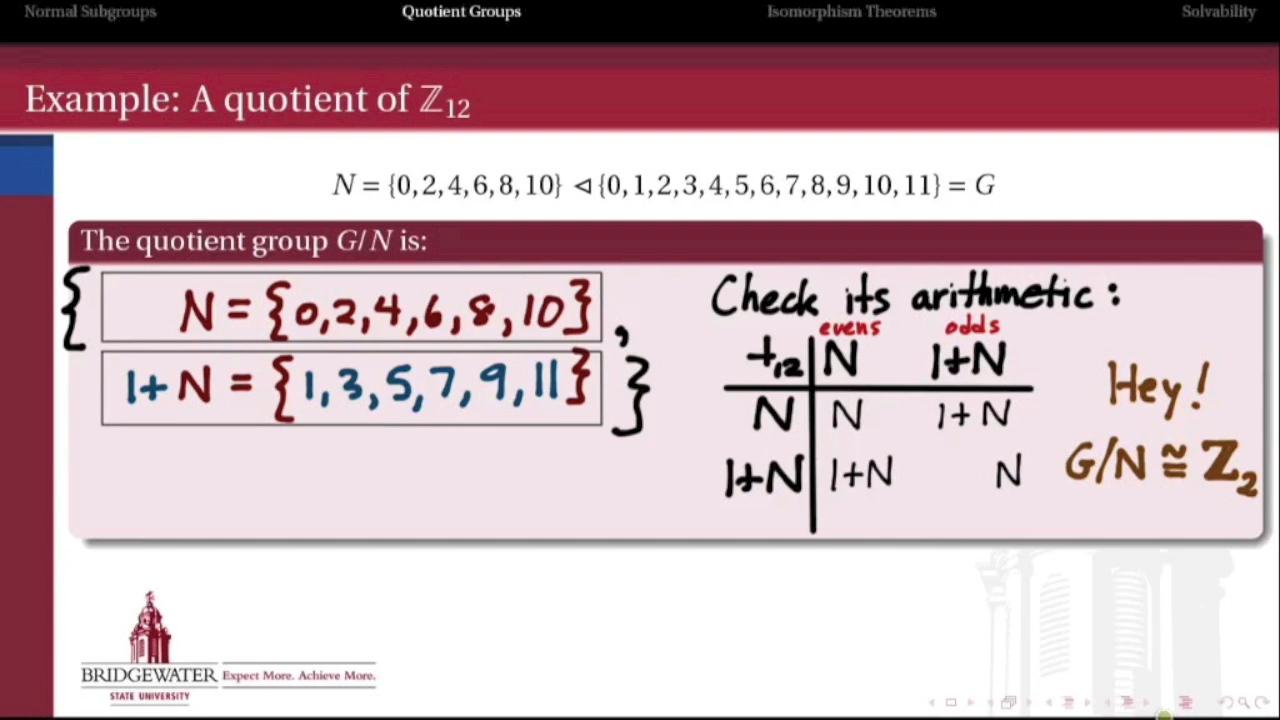 Normal Subgroups Quotient Groups Isomorphism Theorems Solvability
Example: A quotient of ℤ₁₂
N = {0,2,4,6,8,10} ⊲ {0,1,2,3,4,5,6,7,8,9,10,11} = G
The quotient group G/N is:
{ N = {0,2,4,6,8,10} ,
1+N = {1,3,5,7,9,11} }
Check its arithmetic:
evens odds
+₁₂ N 1+N
N N 1+N
1+N 1+N N
Hey!
G/N ≅ ℤ₂
BRIDGEWATER Expect More. Achieve More.
STATE UNIVERSITY